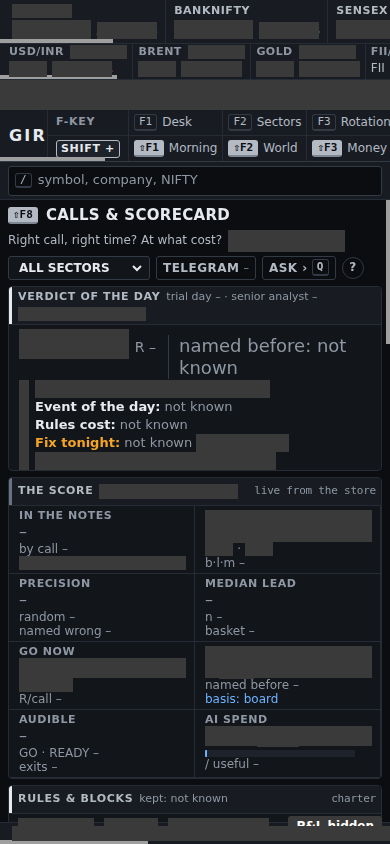 BANKNIFTY
SENSEX
USD/INR
BRENT
GOLD
FII
GIR
F-KEY
F1 Desk
F2 Sectors
F3 Rotation
SHIFT +
⇧F1 Morning
⇧F2 World
⇧F3 Money
/ symbol, company, NIFTY
⇧F8 CALLS & SCORECARD
Right call, right time? At what cost?
ALL SECTORS
TELEGRAM –
ASK › Q
?
VERDICT OF THE DAY trial day – · senior analyst –
R –
named before: not
known
Event of the day: not known
Rules cost: not known
Fix tonight: not known
THE SCORE
live from the store
IN THE NOTES
–
by call –
·
b·l·m –
PRECISION
–
random –
named wrong –
MEDIAN LEAD
–
n –
basket –
GO NOW
R/call –
named before –
basis: board
AUDIBLE
–
GO · READY –
exits –
AI SPEND
/ useful –
RULES & BLOCKS kept: not known
charter